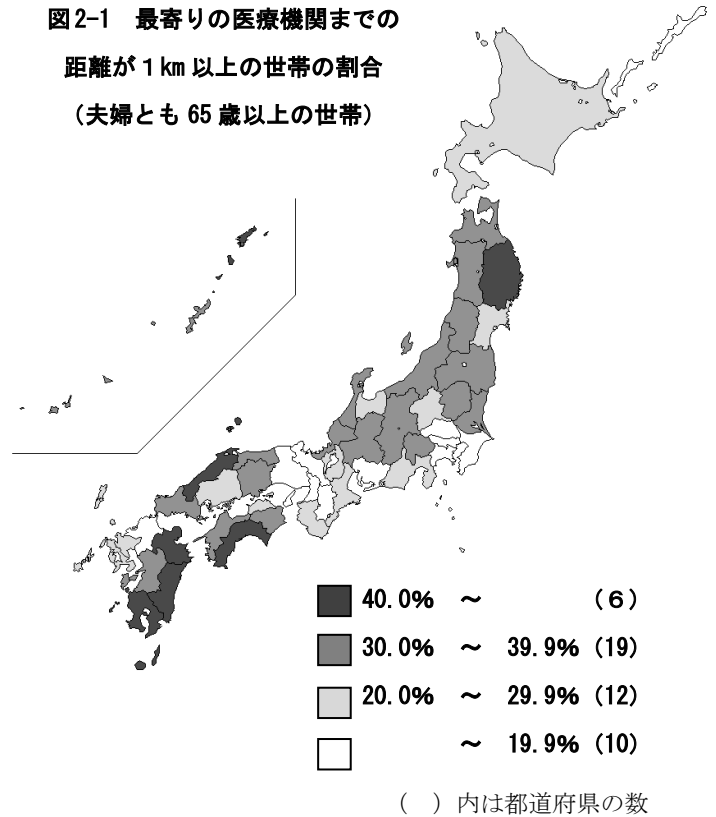 図2-1　最寄りの医療機関までの
距離が１km以上の世帯の割合
（夫婦とも65歳以上の世帯）
40.0%　～　　　　（６）
30.0%　～　39.9%（19）
20.0%　～　29.9%（12）
～　19.9%（10）
（　）内は都道府県の数